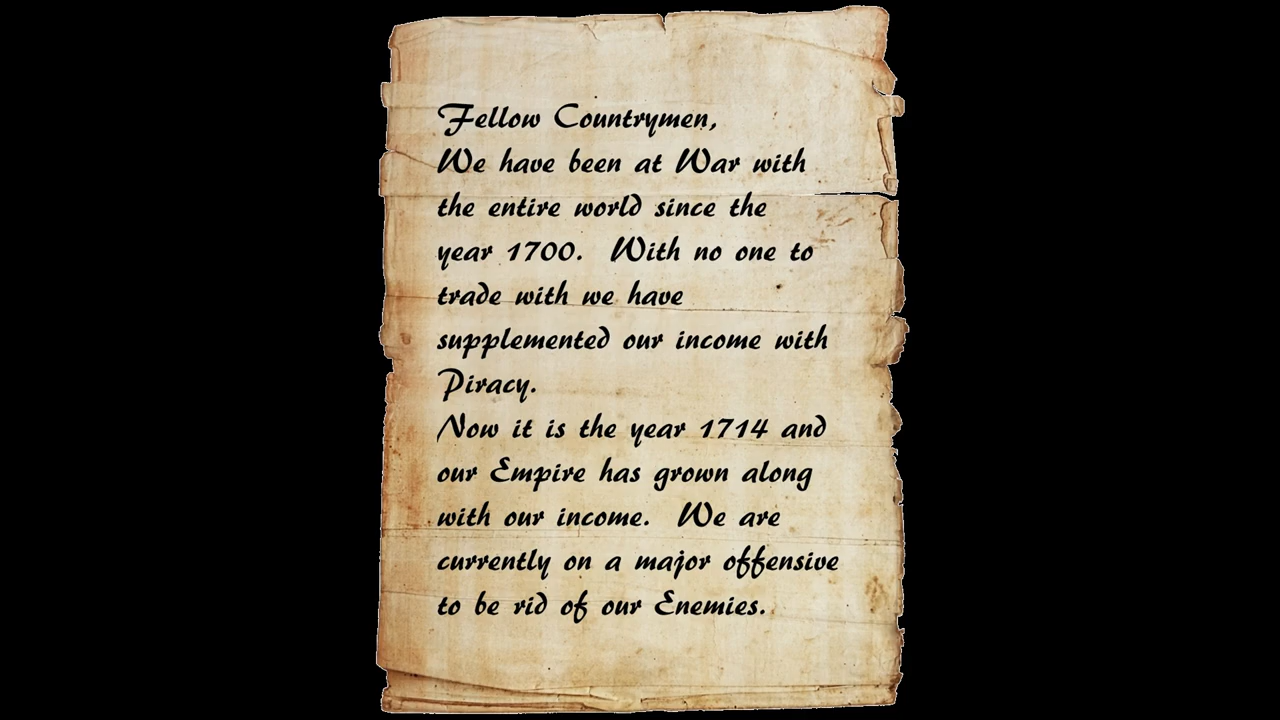 Fellow Countrymen,
We have been at War with
the entire world since the
year 1700.  With no one to
trade with we have
supplemented our income with
Piracy.
Now it is the year 1714 and
our Empire has grown along
with our income.  We are
currently on a major offensive
to be rid of our Enemies.